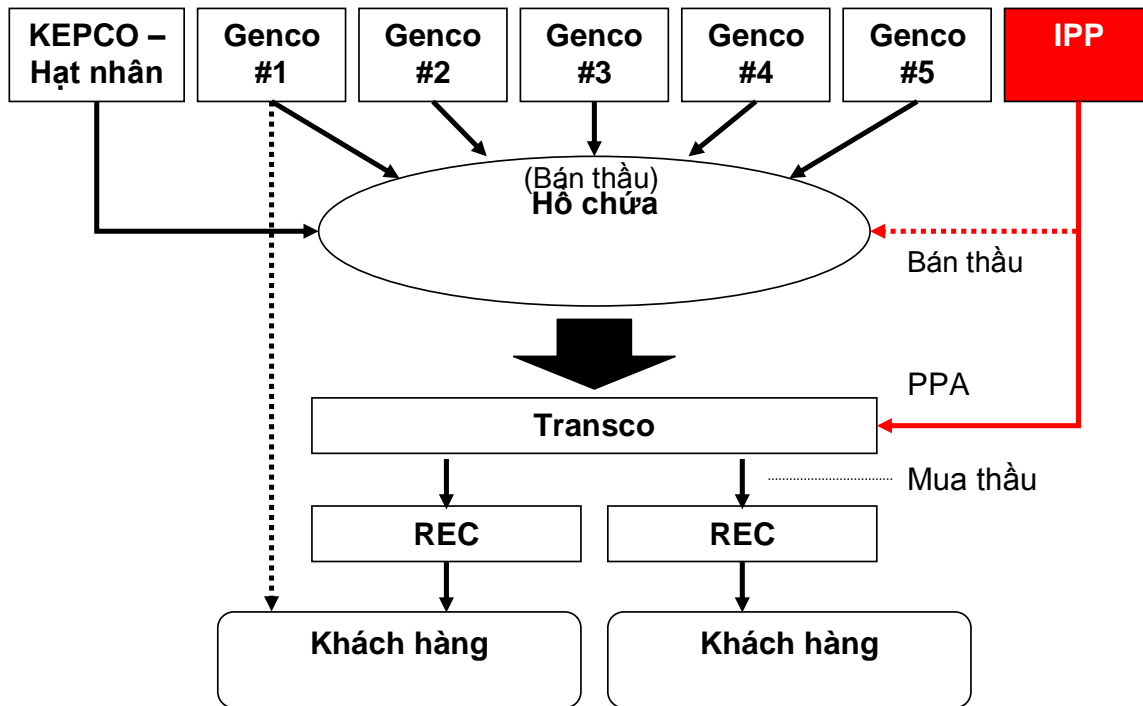 KEPCO –
Hạt nhân
Genco
#1
Genco
#2
Genco
#3
Genco
#4
Genco
#5
IPP
(Bán thầu)
Hồ chứa
Bán thầu
PPA
Transco
Mua thầu
REC
REC
Khách hàng
Khách hàng